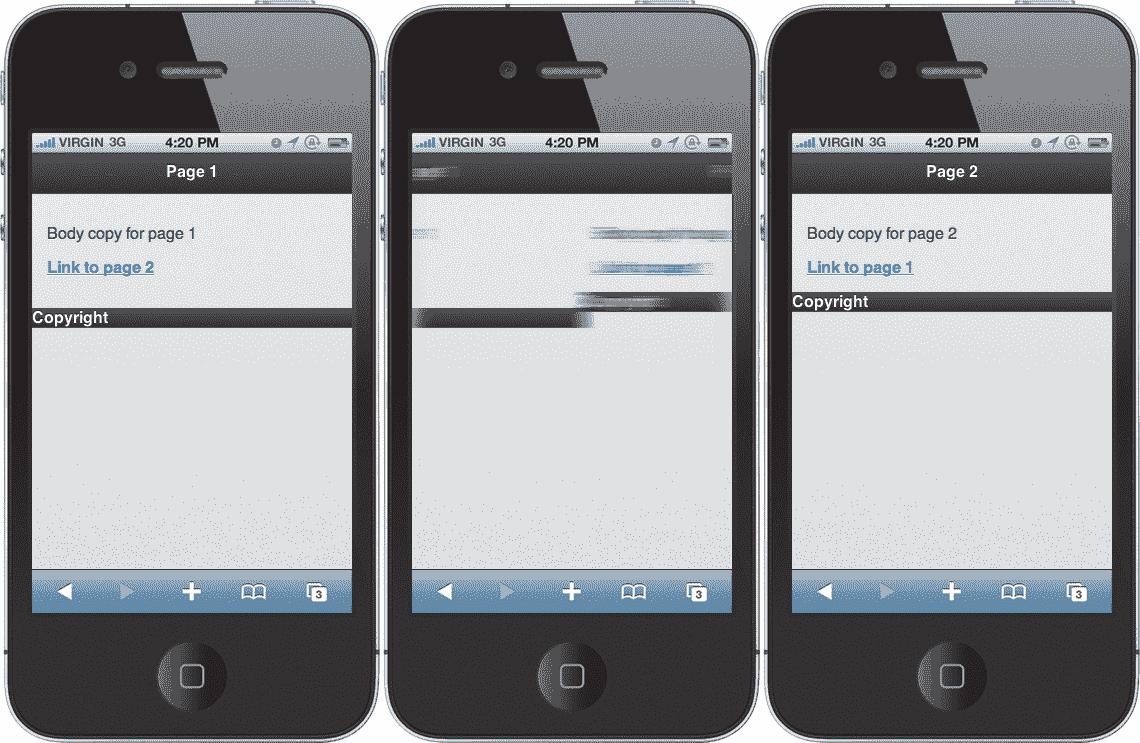 VIRGIN 3G 4:20 PM
Page 1
Body copy for page 1
Link to page 2
Copyright
3
VIRGIN 3G 4:20 PM
3
VIRGIN 3G 4:20 PM
Page 2
Body copy for page 2
Link to page 1
Copyright
3